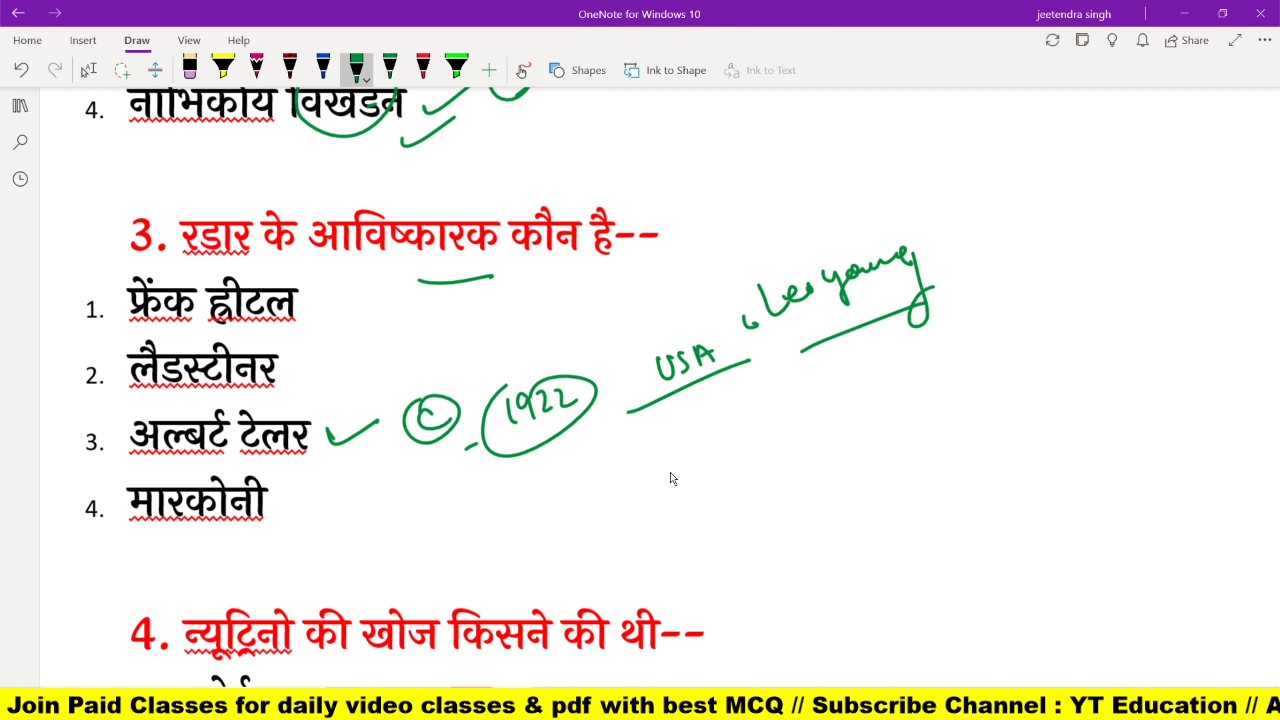 OneNote for Windows 10
jeetendra singh
Home Insert Draw View Help
Share
Shapes Ink to Shape Ink to Text
4. नाभिकीय विखंडन
3. रडार के आविष्कारक कौन है--
1. फ्रेंक ह्वीटल
2. लैडस्टीनर
3. अल्बर्ट टेलर
C
1922
USA
Leo young
4. मारकोनी
4. न्यूट्रिनो की खोज किसने की थी--
Join Paid Classes for daily video classes & pdf with best MCQ // Subscribe Channel : YT Education // A